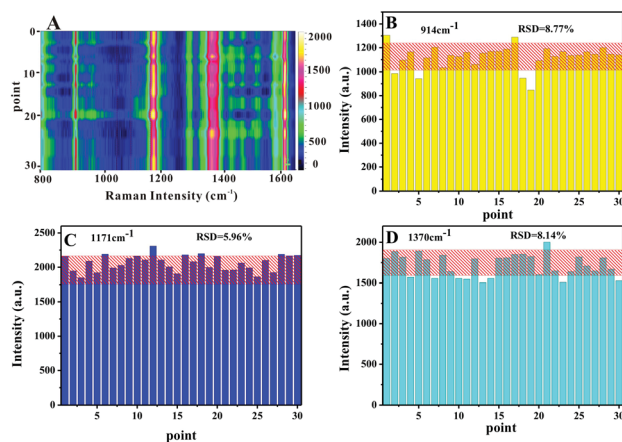 A
0
10
20
30
point
800 1000 1200 1400 1600
Raman Intensity (cm-1)
2000
1500
1000
500
0
B 914cm-1 RSD=8.77%
1400
1200
1000
800
600
400
200
0
Intensity (a.u.)
5 10 15 20 25 30
point
C 1171cm-1 RSD=5.96%
2500
2000
1500
1000
500
0
Intensity (a.u.)
5 10 15 20 25 30
point
D 1370cm-1 RSD=8.14%
2000
1500
1000
500
0
Intensity (a.u.)
5 10 15 20 25 30
point